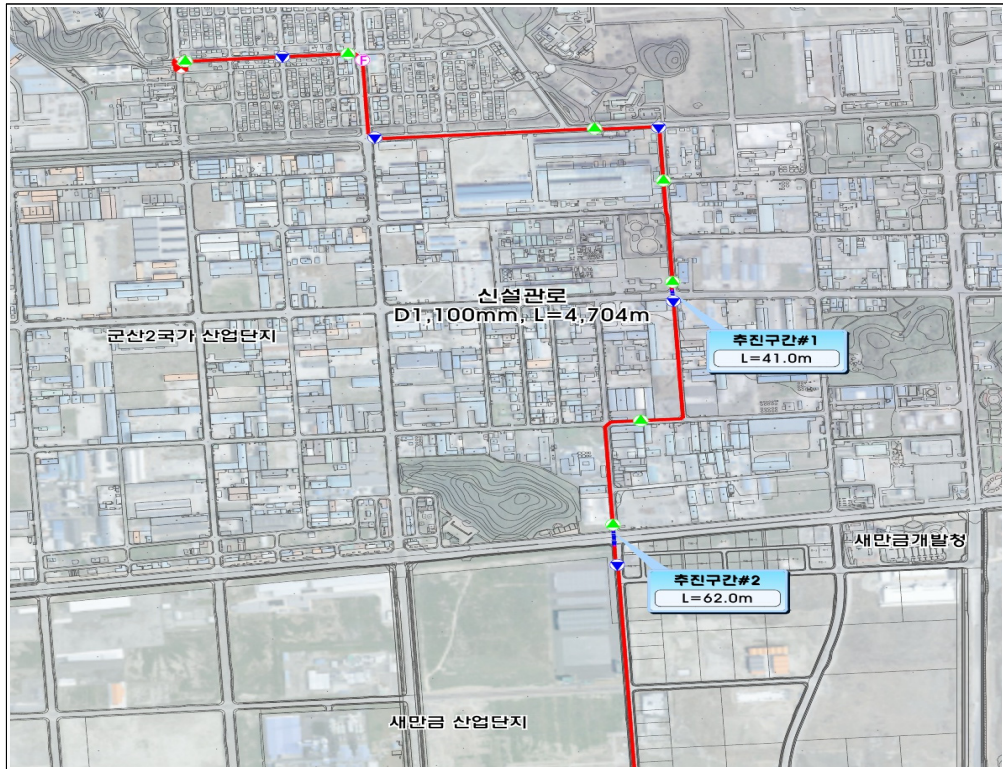 F
신설관로
D1,100mm, L=4,704m
군산2국가 산업단지
추진구간#1
L=41.0m
새만금개발청
추진구간#2
L=62.0m
새만금 산업단지